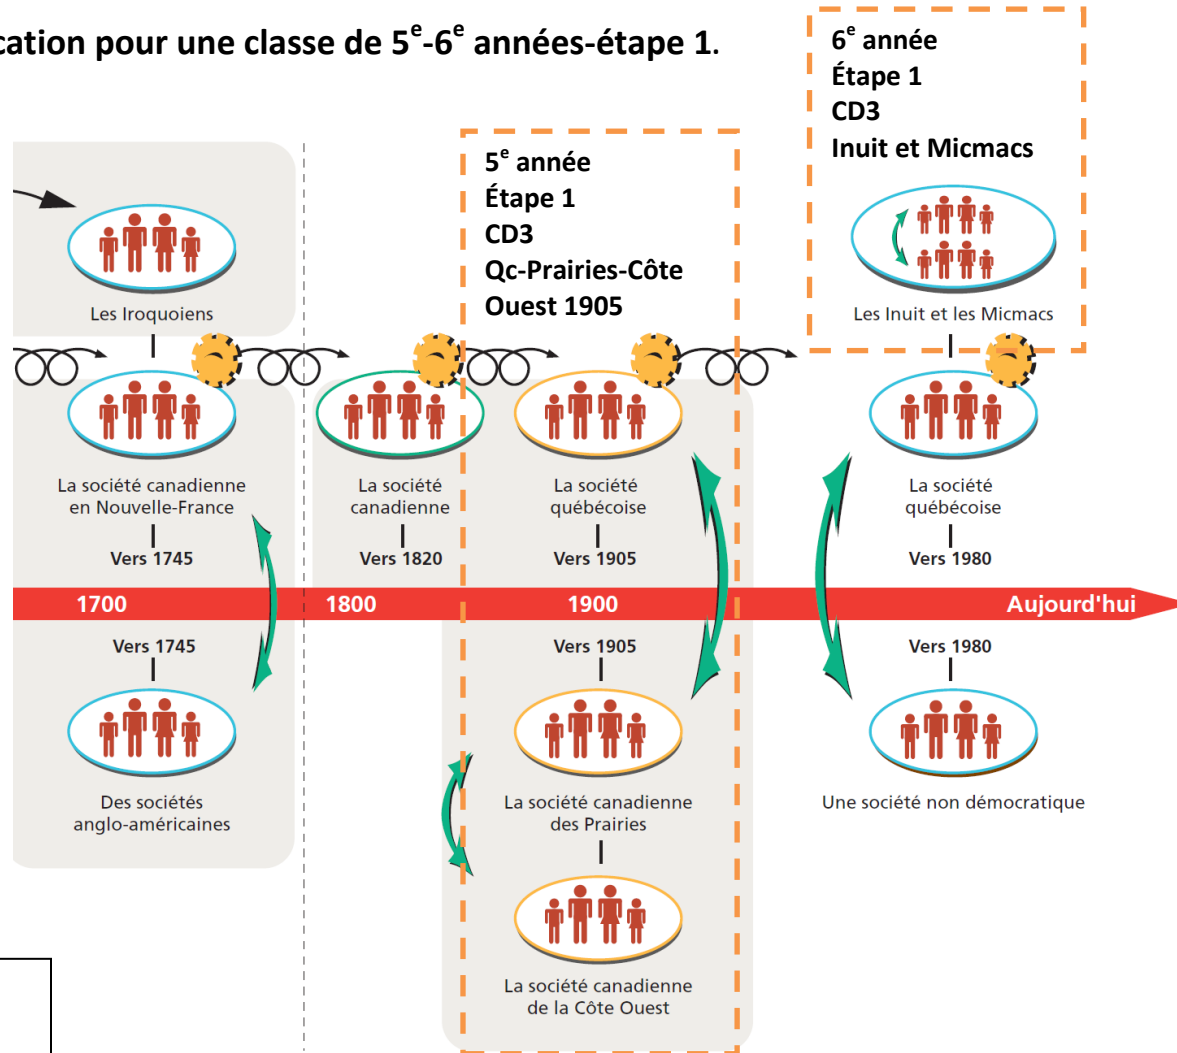 cation pour une classe de 5e-6e années-étape 1.
6e année
Étape 1
CD3
Inuit et Micmacs
5e année
Étape 1
CD3
Qc-Prairies-Côte
Ouest 1905
Les Iroquoiens
Les Inuit et les Micmacs
La société canadienne
en Nouvelle-France
Vers 1745
La société
canadienne
Vers 1820
La société
québécoise
Vers 1905
La société
québécoise
Vers 1980
1700
1800
1900
Aujourd'hui
Vers 1745
Des sociétés
anglo-américaines
Vers 1905
La société canadienne
des Prairies
La société canadienne
de la Côte Ouest
Vers 1980
Une société non démocratique